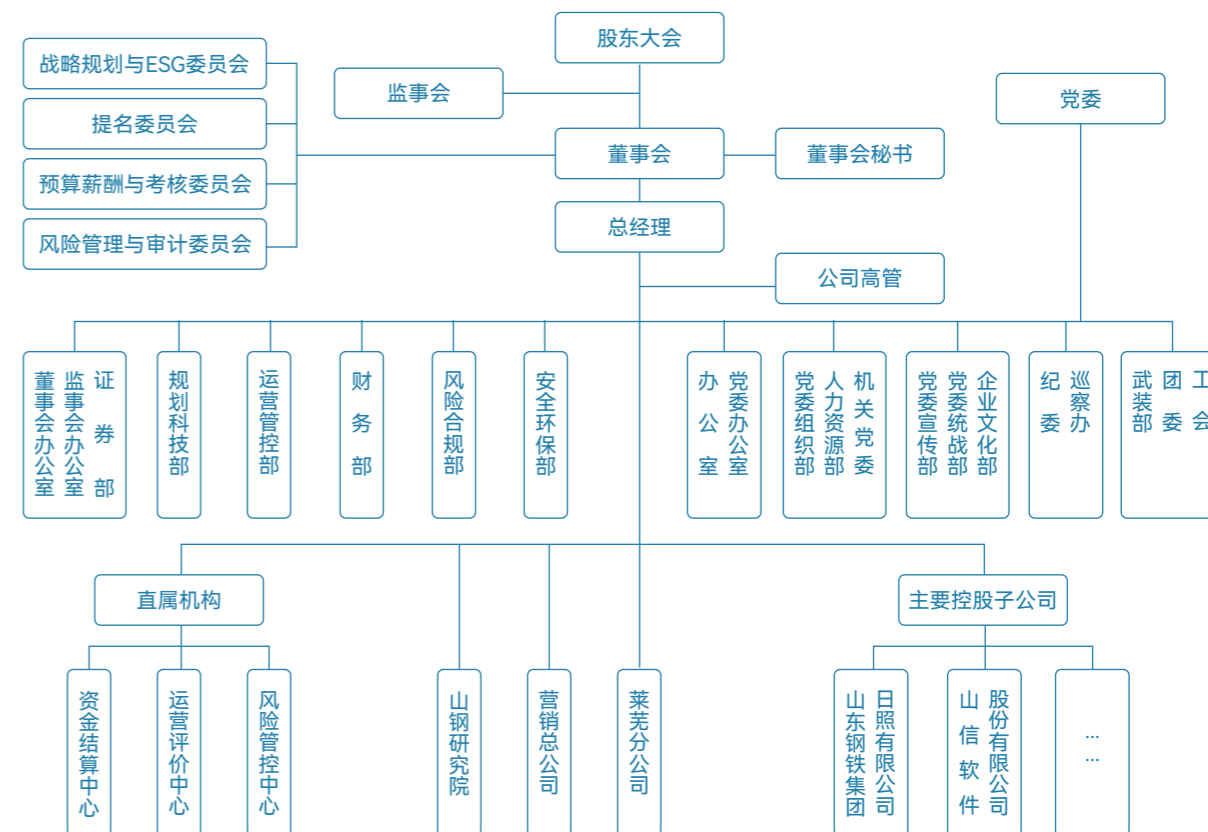 股东大会
战略规划与ESG委员会
监事会
党委
提名委员会
董事会
董事会秘书
预算薪酬与考核委员会
总经理
风险管理与审计委员会
公司高管
董事会办公室
监事会办公室
证券部
规划科技部
运营管控部
财务部
风险合规部
安全环保部
办公室
党委办公室
党委组织部
人力资源部
机关党委
党委宣传部
党委统战部
企业文化部
纪委
巡察办
武装部
团委
工会
直属机构
主要控股子公司
资金结算中心
运营评价中心
风险管控中心
山钢研究院
营销总公司
莱芜分公司
山东钢铁集团
日照有限公司
山信软件
股份有限公司
...
...